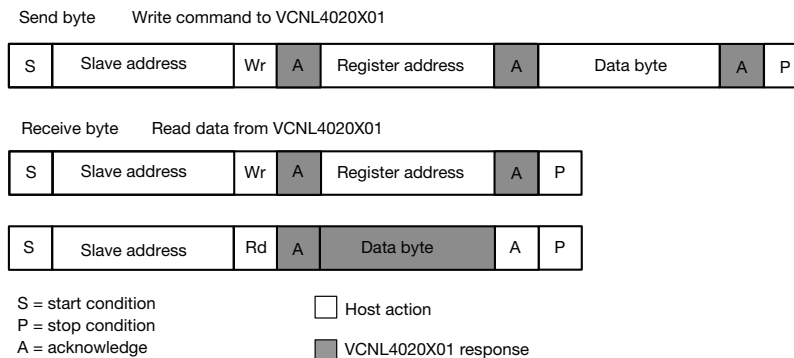 Send byte Write command to VCNL4020X01
S Slave address Wr A Register address A Data byte A P
Receive byte Read data from VCNL4020X01
S Slave address Wr A Register address A P
S Slave address Rd A Data byte A P
S = start condition
P = stop condition
A = acknowledge
Host action
VCNL4020X01 response